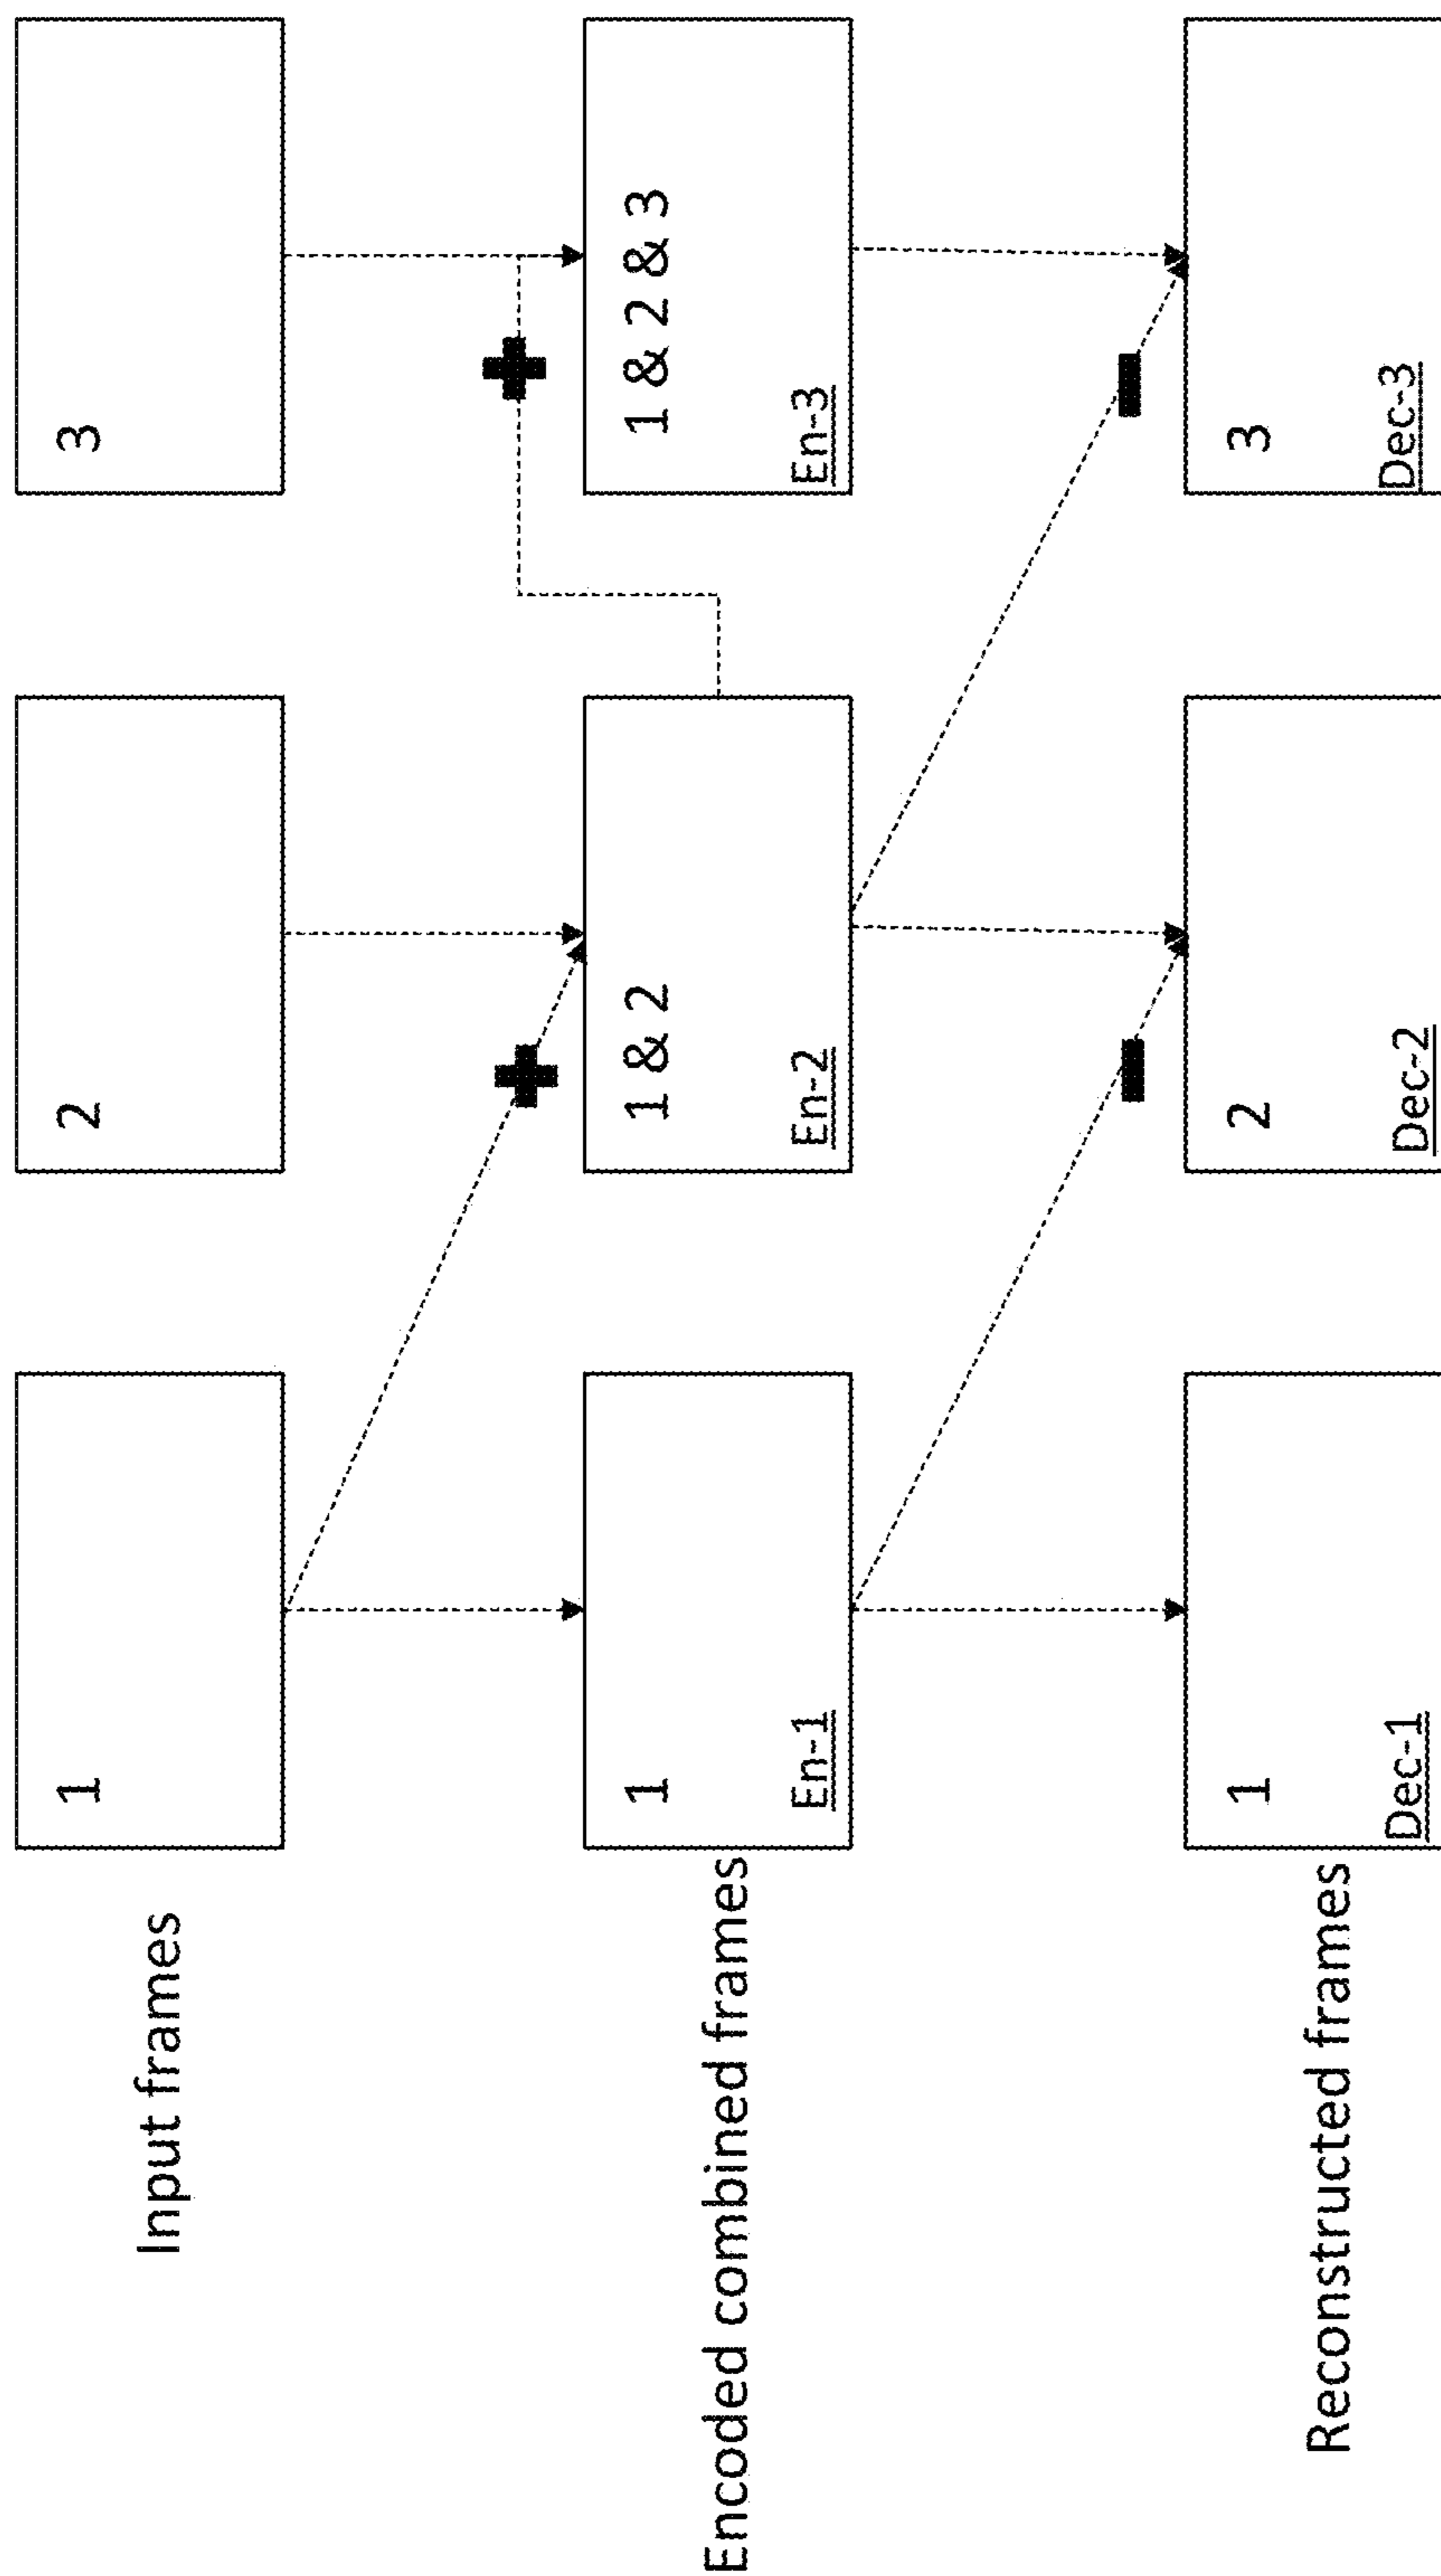 Input frames
1
2
3
Encoded combined frames
1
En-1
1 & 2
En-2
1 & 2 & 3
En-3
Reconstructed frames
1
Dec-1
2
Dec-2
3
Dec-3